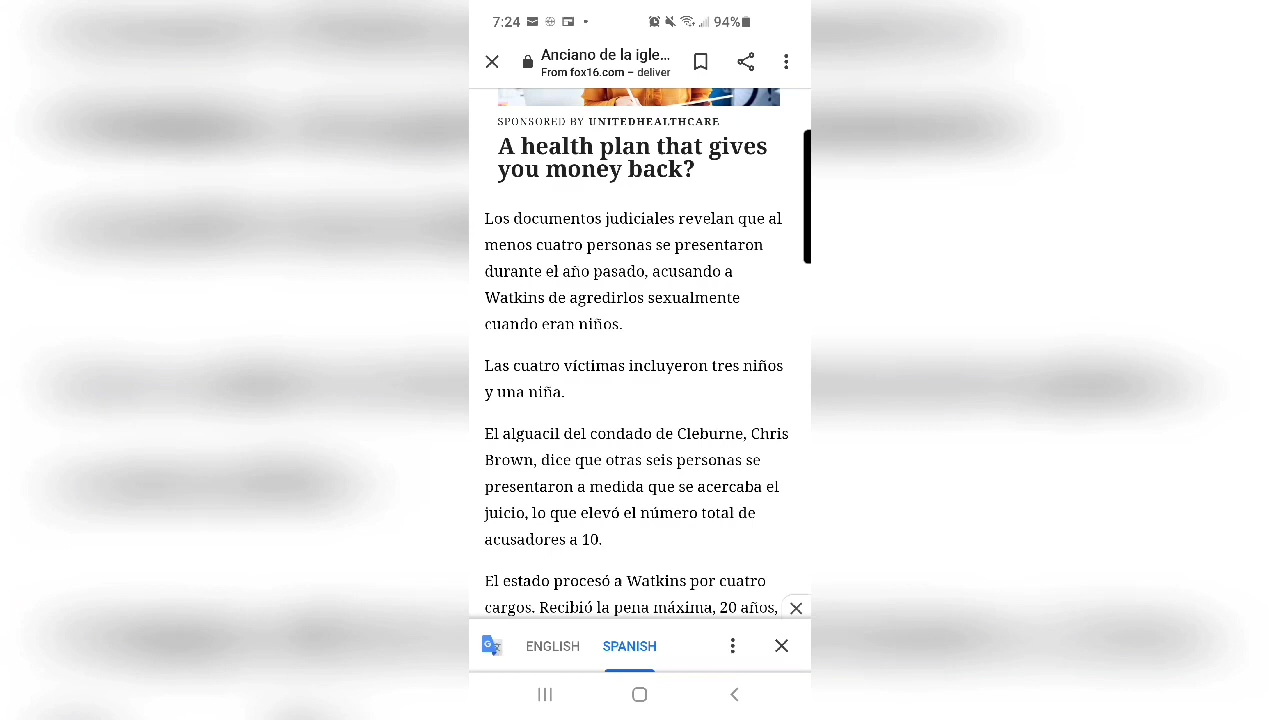 7:24
94%
Anciano de la igle...
From fox16.com – deliver
SPONSORED BY UNITEDHEALTHCARE
A health plan that gives
you money back?
Los documentos judiciales revelan que al
menos cuatro personas se presentaron
durante el año pasado, acusando a
Watkins de agredirlos sexualmente
cuando eran niños.
Las cuatro víctimas incluyeron tres niños
y una niña.
El alguacil del condado de Cleburne, Chris
Brown, dice que otras seis personas se
presentaron a medida que se acercaba el
juicio, lo que elevó el número total de
acusadores a 10.
El estado procesó a Watkins por cuatro
cargos. Recibió la pena máxima, 20 años,
ENGLISH
SPANISH